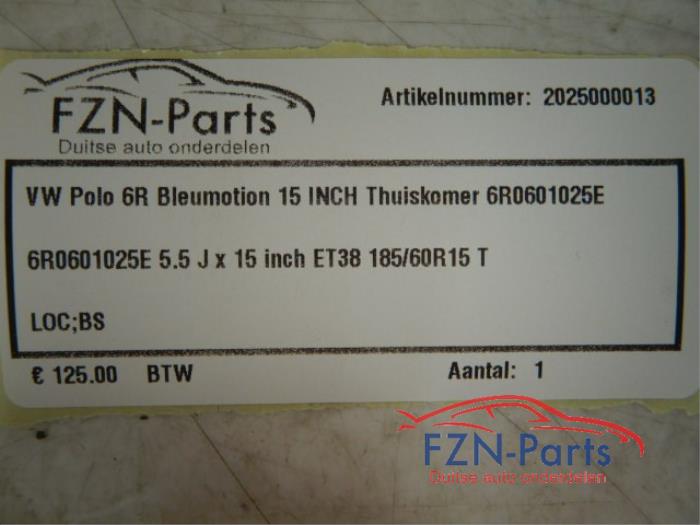 FZN-Parts
Duitse auto onderdelen
Artikelnummer: 2025000013
VW Polo 6R Bleumotion 15 INCH Thuiskomer 6R0601025E
6R0601025E 5.5 J x 15 inch ET38 185/60R15 T
LOC;BS
€ 125.00 BTW
Aantal: 1
FZN-Parts
Duitse auto onderdelen